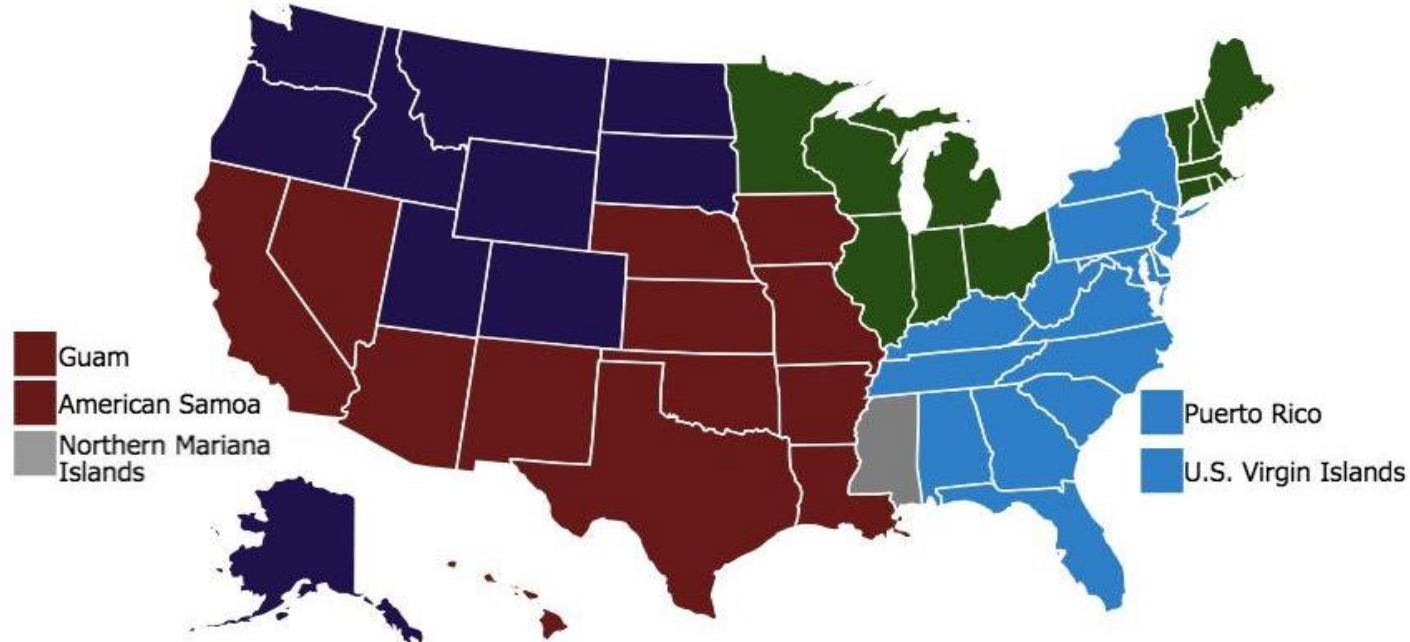 Guam
American Samoa
Northern Mariana
Islands
Puerto Rico
U.S. Virgin Islands